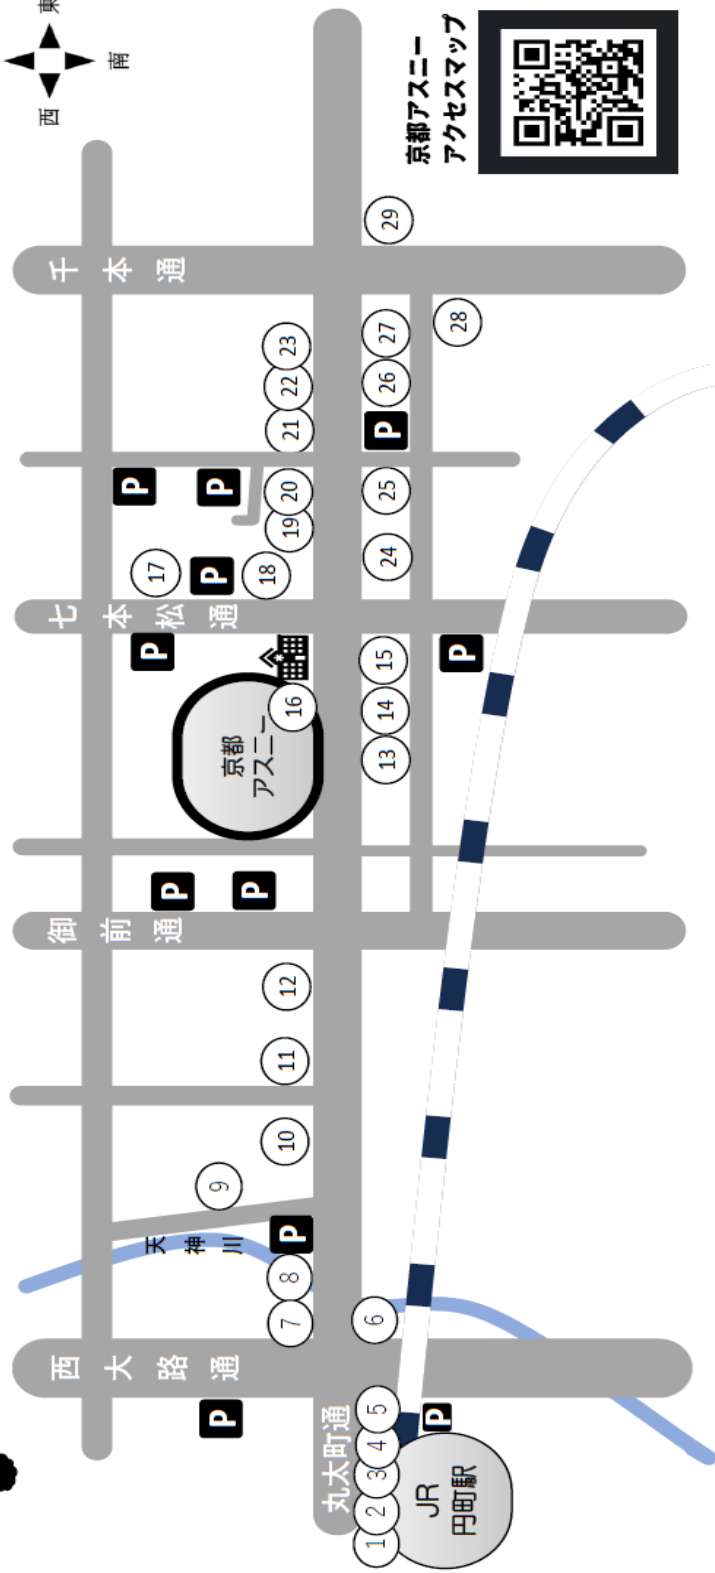 西
東
南
西大路通
御前通
七本松通
千本通
P
P
P
P
17
天神川
P
9
P
P
P
京都
アスニー
7
8
P
10
11
12
16
18
19
20
21
22
23
丸太町通
1
2
3
4
5
6
13
14
15
24
25
P
26
27
29
JR
円町駅
P
P
28
京都アスニー
アクセスマップ